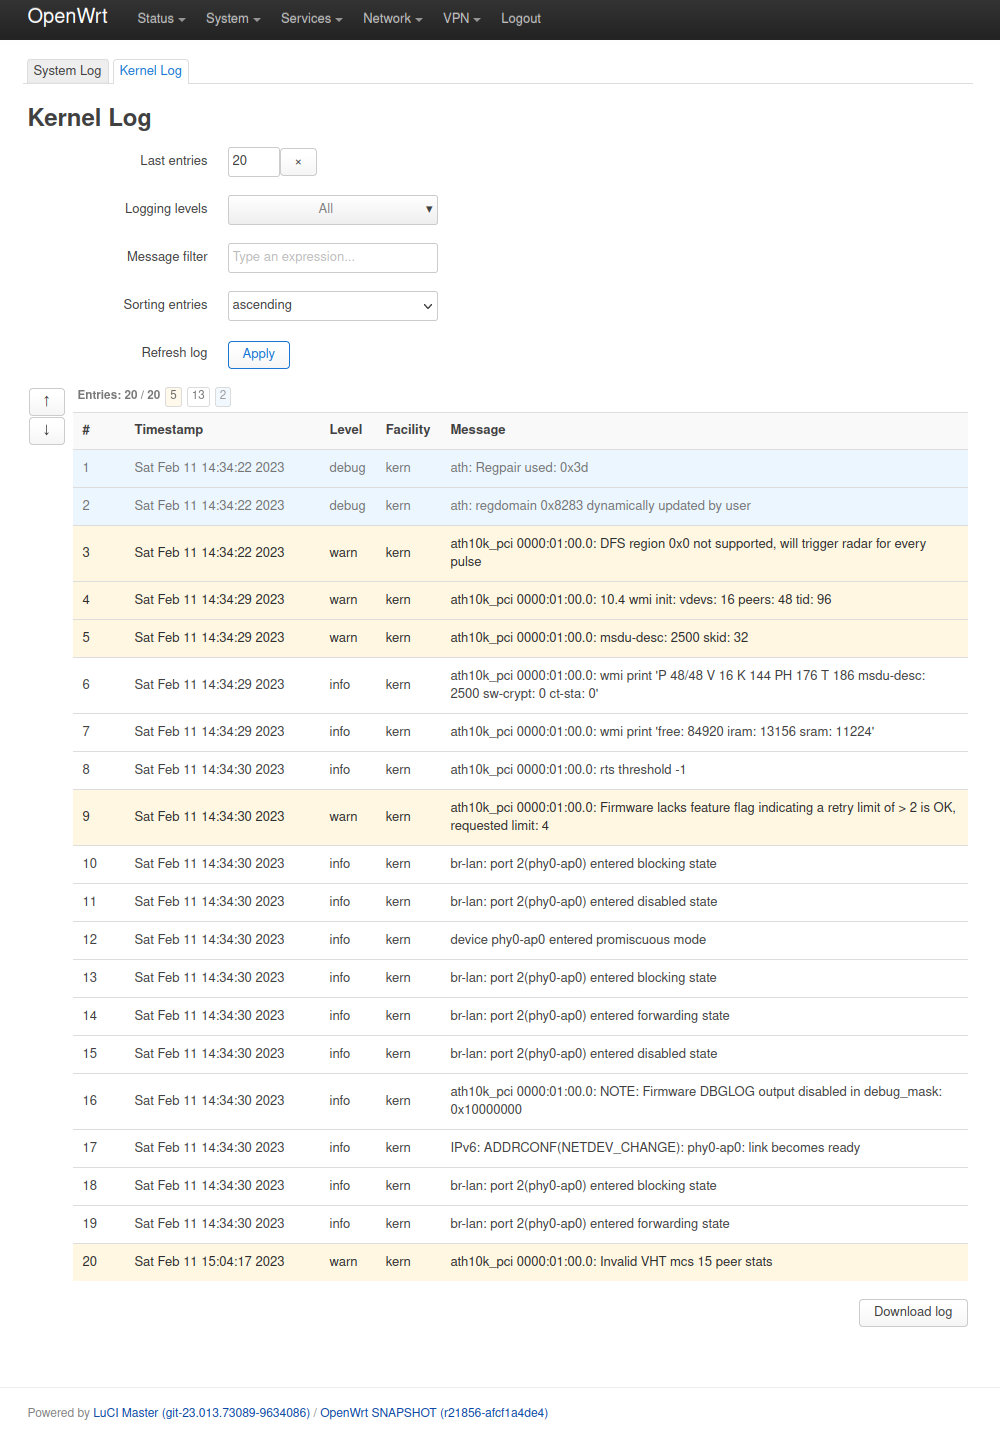 OpenWrt Status System Services Network VPN Logout
System Log Kernel Log
Kernel Log
Last entries 20 ×
Logging levels All ▾
Message filter Type an expression...
Sorting entries ascending
Refresh log Apply
↑ Entries: 20 / 20 5 13 2
↓
# Timestamp Level Facility Message
1 Sat Feb 11 14:34:22 2023 debug kern ath: Regpair used: 0x3d
2 Sat Feb 11 14:34:22 2023 debug kern ath: regdomain 0x8283 dynamically updated by user
3 Sat Feb 11 14:34:22 2023 warn kern ath10k_pci 0000:01:00.0: DFS region 0x0 not supported, will trigger radar for every
pulse
4 Sat Feb 11 14:34:29 2023 warn kern ath10k_pci 0000:01:00.0: 10.4 wmi init: vdevs: 16 peers: 48 tid: 96
5 Sat Feb 11 14:34:29 2023 warn kern ath10k_pci 0000:01:00.0: msdu-desc: 2500 skid: 32
6 Sat Feb 11 14:34:29 2023 info kern ath10k_pci 0000:01:00.0: wmi print 'P 48/48 V 16 K 144 PH 176 T 186 msdu-desc:
2500 sw-crypt: 0 ct-sta: 0'
7 Sat Feb 11 14:34:29 2023 info kern ath10k_pci 0000:01:00.0: wmi print 'free: 84920 iram: 13156 sram: 11224'
8 Sat Feb 11 14:34:30 2023 info kern ath10k_pci 0000:01:00.0: rts threshold -1
9 Sat Feb 11 14:34:30 2023 warn kern ath10k_pci 0000:01:00.0: Firmware lacks feature flag indicating a retry limit of > 2 is OK,
requested limit: 4
10 Sat Feb 11 14:34:30 2023 info kern br-lan: port 2(phy0-ap0) entered blocking state
11 Sat Feb 11 14:34:30 2023 info kern br-lan: port 2(phy0-ap0) entered disabled state
12 Sat Feb 11 14:34:30 2023 info kern device phy0-ap0 entered promiscuous mode
13 Sat Feb 11 14:34:30 2023 info kern br-lan: port 2(phy0-ap0) entered blocking state
14 Sat Feb 11 14:34:30 2023 info kern br-lan: port 2(phy0-ap0) entered forwarding state
15 Sat Feb 11 14:34:30 2023 info kern br-lan: port 2(phy0-ap0) entered disabled state
16 Sat Feb 11 14:34:30 2023 info kern ath10k_pci 0000:01:00.0: NOTE: Firmware DBGLOG output disabled in debug_mask:
0x10000000
17 Sat Feb 11 14:34:30 2023 info kern IPv6: ADDRCONF(NETDEV_CHANGE): phy0-ap0: link becomes ready
18 Sat Feb 11 14:34:30 2023 info kern br-lan: port 2(phy0-ap0) entered blocking state
19 Sat Feb 11 14:34:30 2023 info kern br-lan: port 2(phy0-ap0) entered forwarding state
20 Sat Feb 11 15:04:17 2023 warn kern ath10k_pci 0000:01:00.0: Invalid VHT mcs 15 peer stats
Download log
Powered by LuCI Master (git-23.013.73089-9634086) / OpenWrt SNAPSHOT (r21856-afcf1a4de4)